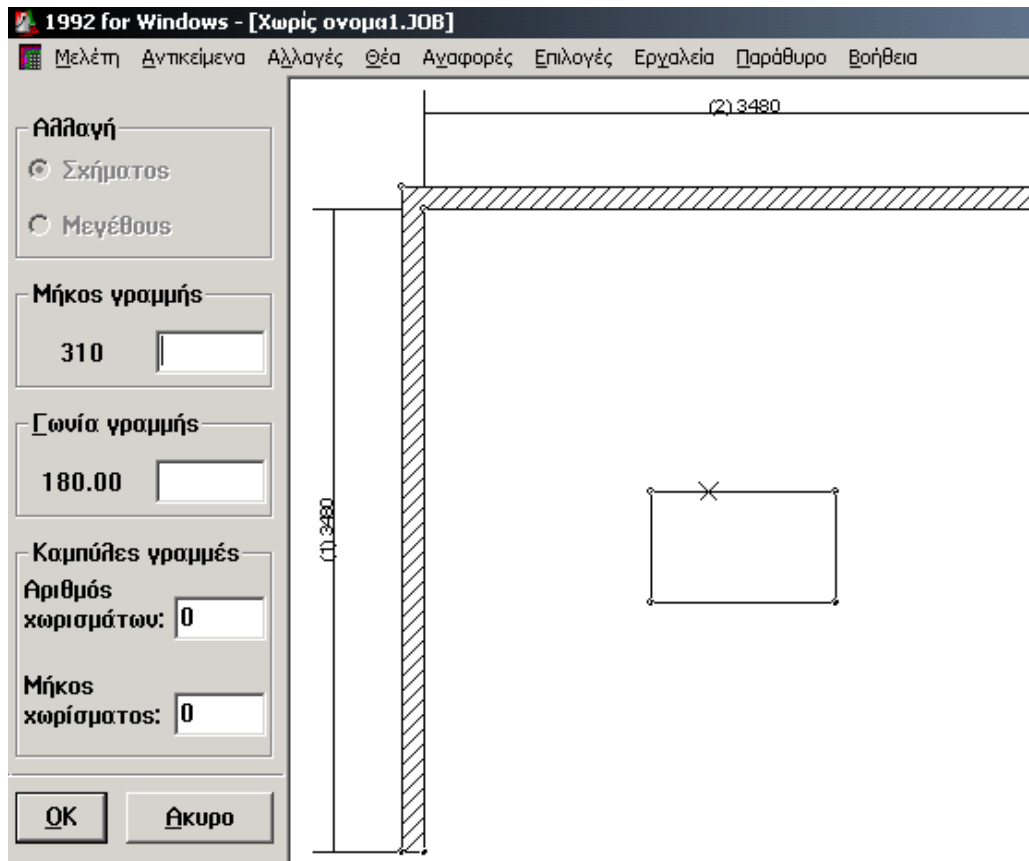 1992 for Windows - [Χωρίς ονομα1.JOB]
Μελέτη Αντικείμενα Αλλαγές Θέα Αναφορές Επιλογές Εργαλεία Παράθυρο Βοήθεια
(2) 3480
Αλλαγή
Σχήματος
Μεγέθους
Μήκος γραμμής
310
Γωνία γραμμής
180.00
(1) 3480
Καμπύλες γραμμές
Αριθμός
χωρισμάτων: 0
Μήκος
χωρίσματος: 0
OK Ακυρο